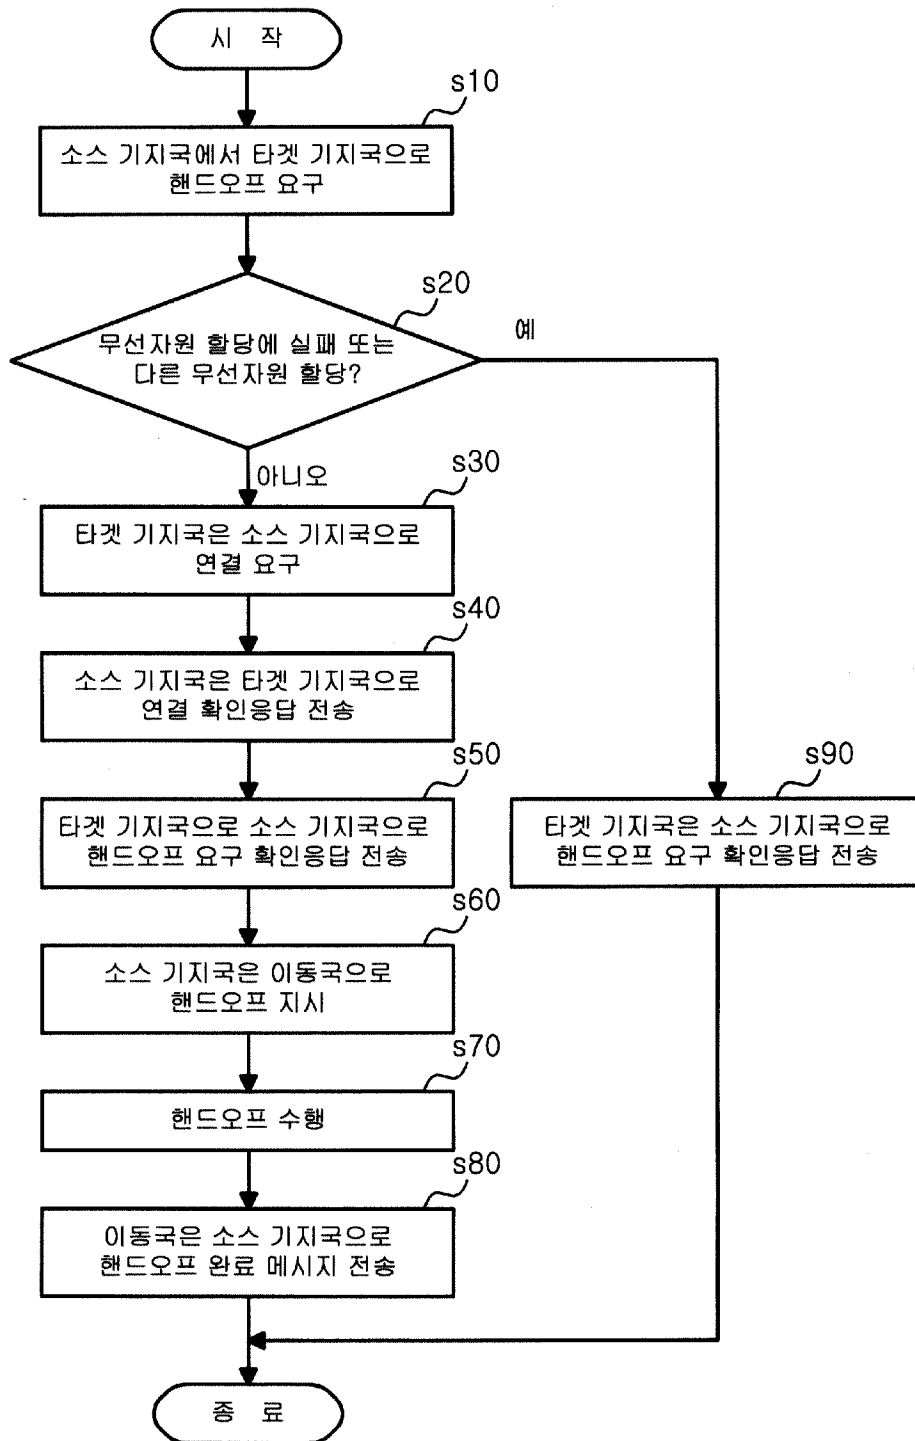 시 작
s10
소스 기지국에서 타겟 기지국으로
핸드오프 요구
s20
무선자원 할당에 실패 또는
다른 무선자원 할당?
예
아니오
s30
타겟 기지국은 소스 기지국으로
연결 요구
s40
소스 기지국은 타겟 기지국으로
연결 확인응답 전송
s50
타겟 기지국으로 소스 기지국으로
핸드오프 요구 확인응답 전송
s90
타겟 기지국은 소스 기지국으로
핸드오프 요구 확인응답 전송
s60
소스 기지국은 이동국으로
핸드오프 지시
s70
핸드오프 수행
s80
이동국은 소스 기지국으로
핸드오프 완료 메시지 전송
종 료